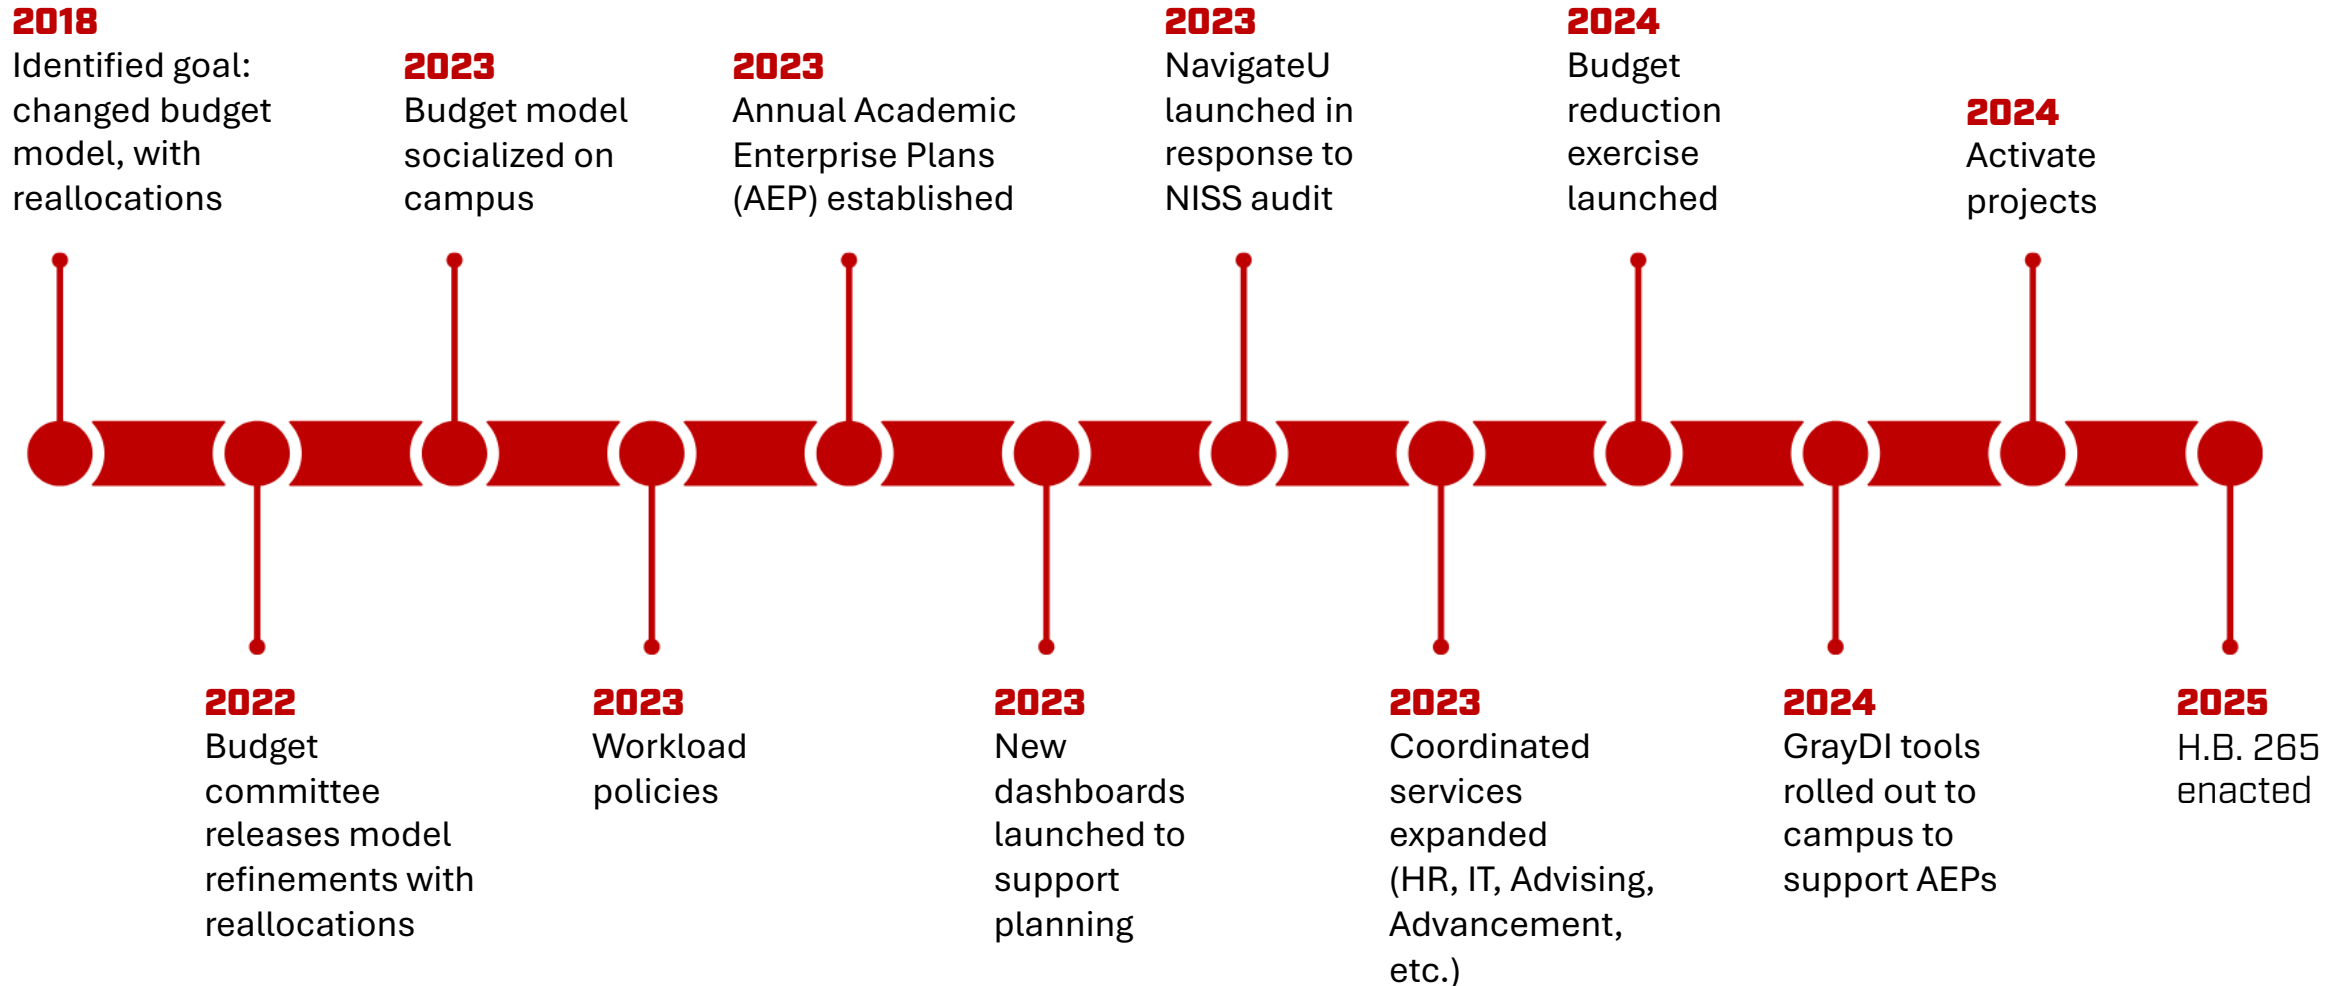 2018
Identified goal:
changed budget
model, with
reallocations
2022
Budget
committee
releases model
refinements with
reallocations
2023
Budget model
socialized on
campus
2023
Workload
policies
2023
Annual Academic
Enterprise Plans
(AEP) established
2023
New
dashboards
launched to
support
planning
2023
NavigateU
launched in
response to
NISS audit
2023
Coordinated
services
expanded
(HR, IT, Advising,
Advancement,
etc.)
2024
Budget
reduction
exercise
launched
2024
GrayDI tools
rolled out to
campus to
support AEPs
2024
Activate
projects
2025
H.B. 265
enacted